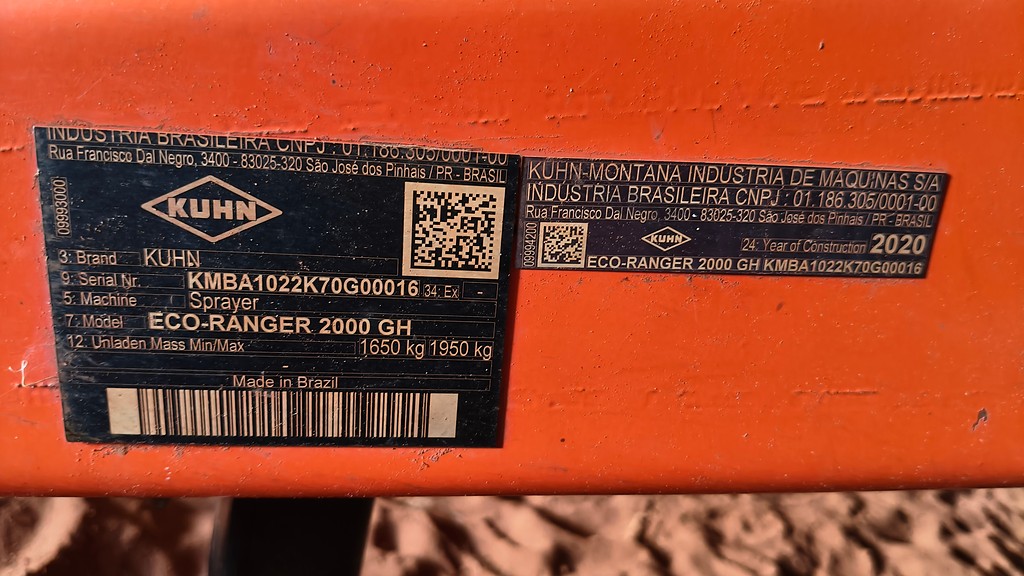 INDÚSTRIA BRASILEIRA CNPJ : 01.186.305/0001-00
Rua Francisco Dal Negro, 3400 - 83025-320 São José dos Pinhais / PR - BRASIL
09993000
KUHN
3: Brand KUHN
9: Serial Nr. KMBA1022K70G00016 34: Ex -
5: Machine Sprayer
7: Model ECO-RANGER 2000 GH
12: Unladen Mass Min/Max 1650 kg 1950 kg
Made in Brazil
KUHN-MONTANA INDÚSTRIA DE MÁQUINAS S/A
INDÚSTRIA BRASILEIRA CNPJ : 01.186.305/0001-00
Rua Francisco Dal Negro, 3400 - 83025-320 São José dos Pinhais / PR - BRASIL
09994200
KUHN
24: Year of Construction 2020
ECO-RANGER 2000 GH KMBA1022K70G00016